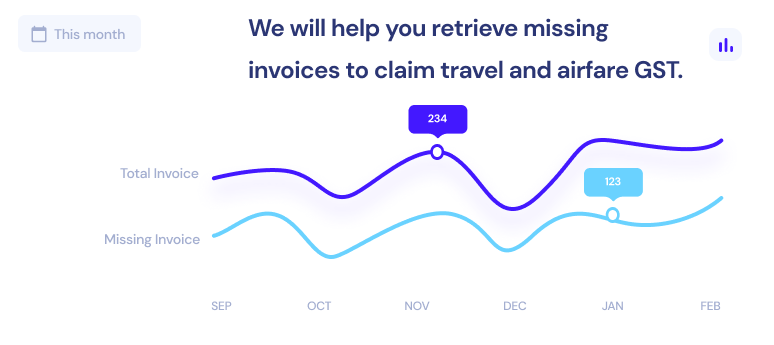 This month
We will help you retrieve missing
invoices to claim travel and airfare GST.
234
Total Invoice
123
Missing Invoice
SEP OCT NOV DEC JAN FEB